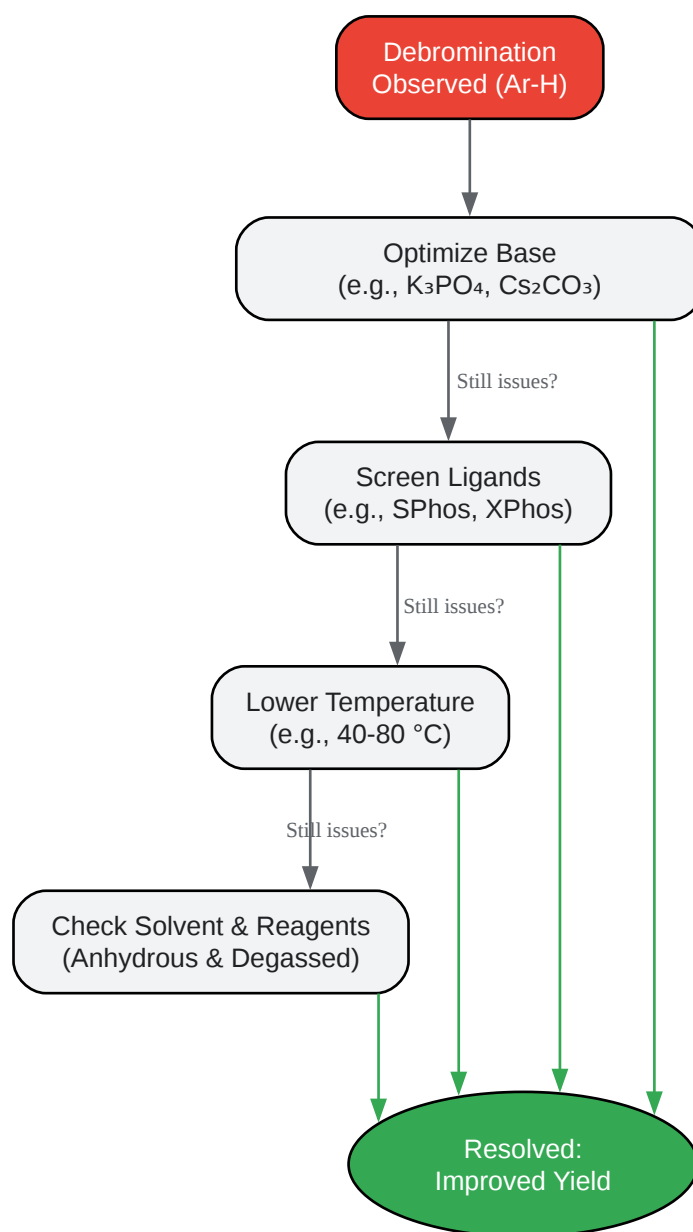 Debromination
Observed (Ar-H)
Optimize Base
(e.g., K₃PO₄, Cs₂CO₃)
Still issues?
Screen Ligands
(e.g., SPhos, XPhos)
Still issues?
Lower Temperature
(e.g., 40-80 °C)
Still issues?
Check Solvent & Reagents
(Anhydrous & Degassed)
Resolved:
Improved Yield